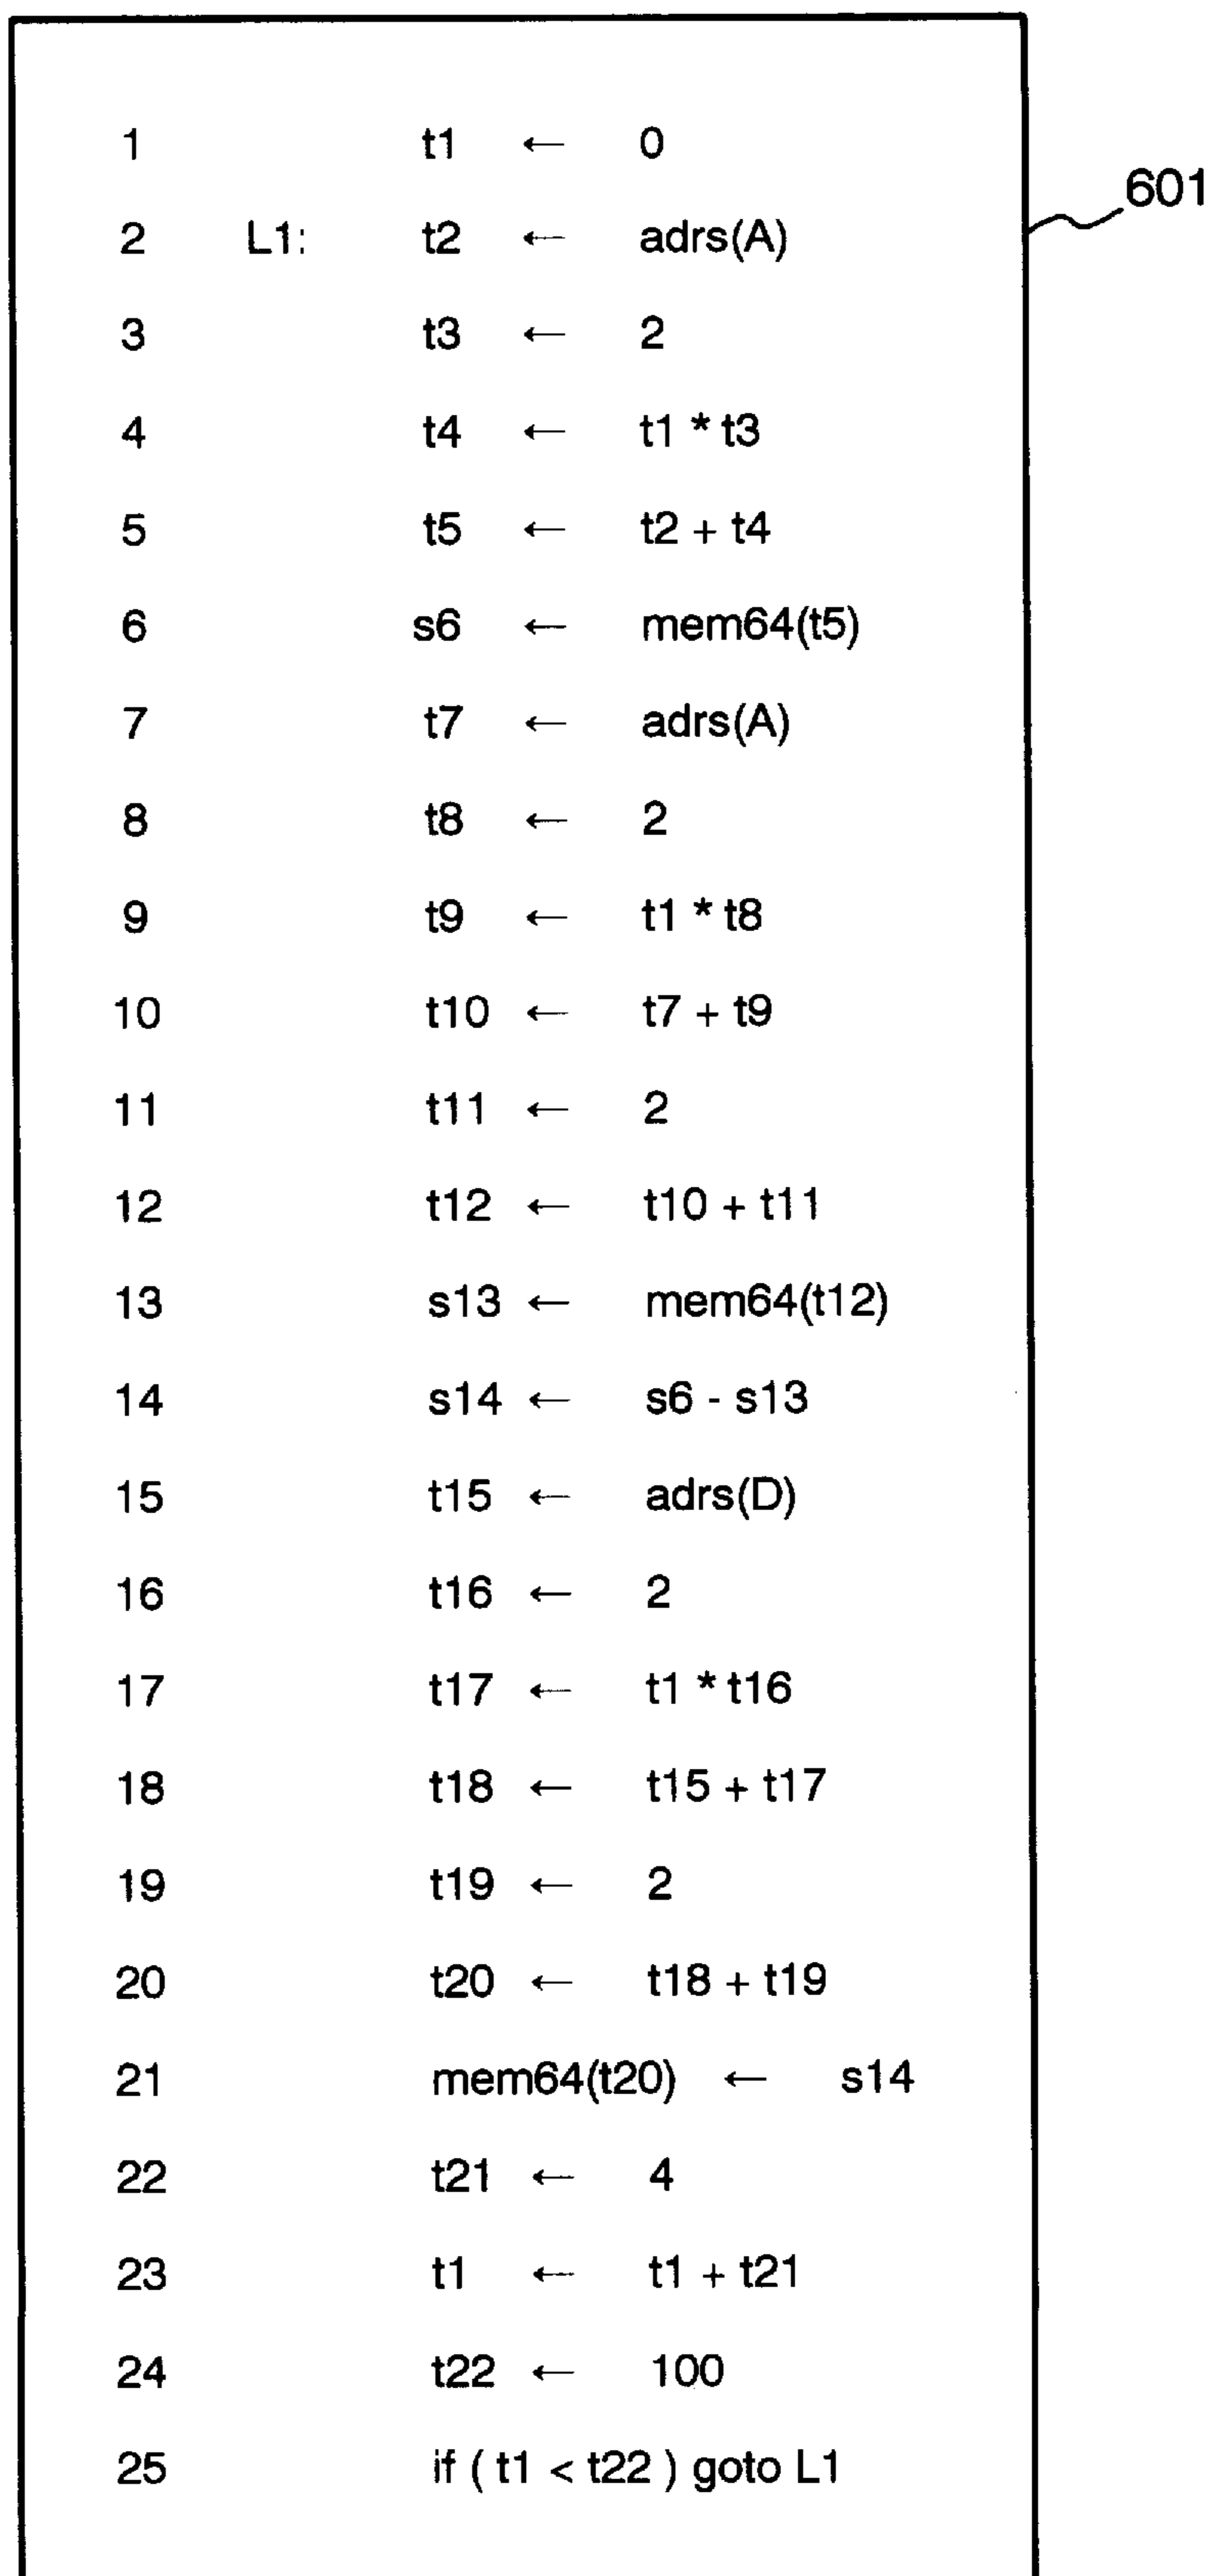 1 t1 ← 0
601
2 L1: t2 ← adrs(A)
3 t3 ← 2
4 t4 ← t1 * t3
5 t5 ← t2 + t4
6 s6 ← mem64(t5)
7 t7 ← adrs(A)
8 t8 ← 2
9 t9 ← t1 * t8
10 t10 ← t7 + t9
11 t11 ← 2
12 t12 ← t10 + t11
13 s13 ← mem64(t12)
14 s14 ← s6 - s13
15 t15 ← adrs(D)
16 t16 ← 2
17 t17 ← t1 * t16
18 t18 ← t15 + t17
19 t19 ← 2
20 t20 ← t18 + t19
21 mem64(t20) ← s14
22 t21 ← 4
23 t1 ← t1 + t21
24 t22 ← 100
25 if ( t1 < t22 ) goto L1